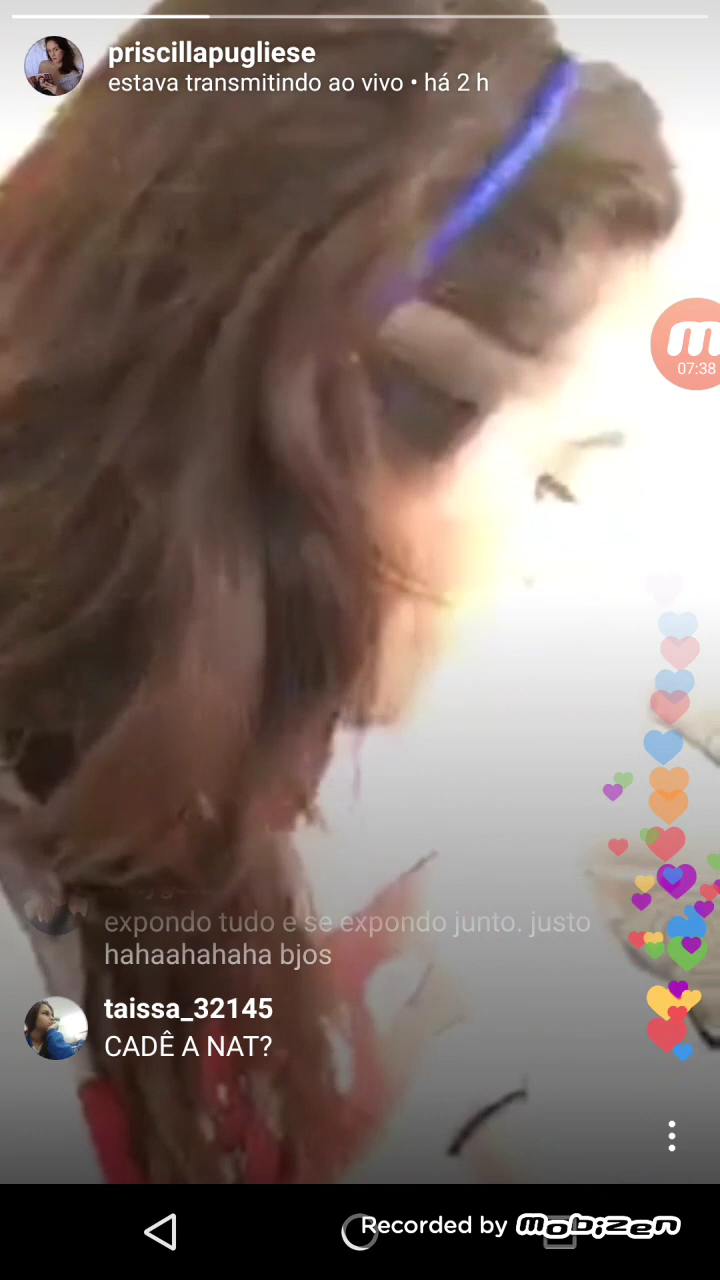 priscillapugliese
estava transmitindo ao vivo • há 2 h
m
07:38
expondo tudo e se expondo junto. justo
hahaahahaha bjos
taissa_32145
CADÊ A NAT?
Recorded by mobizen